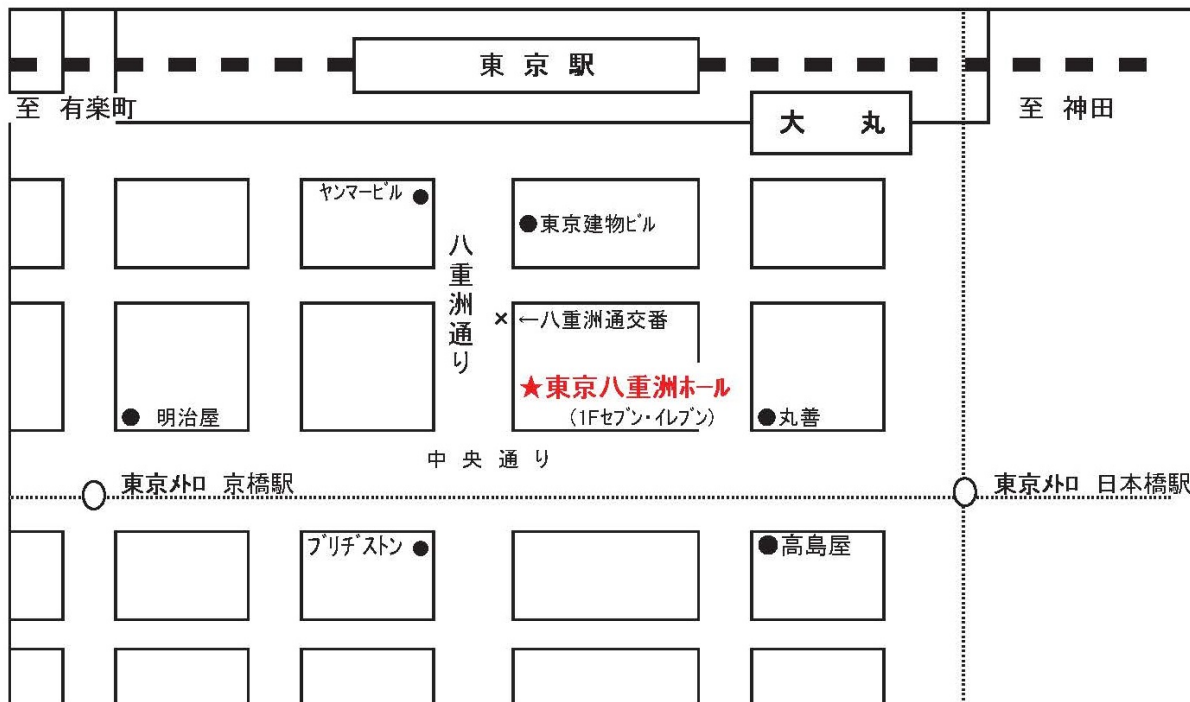 東京駅
至 有楽町
大 丸
至 神田
ヤンマービル
東京建物ビル
八重洲通り
×←八重洲通交番
★東京八重洲ホール
(1Fセブン・イレブン)
明治屋
丸善
中央通り
東京メトロ 京橋駅
東京メトロ 日本橋駅
ブリヂストン
高島屋